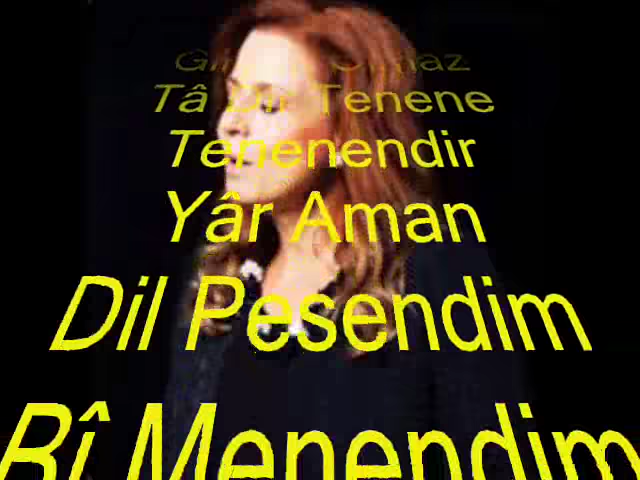 Tâ Dir Tenene
Tenenendir
Yâr Aman
Dil Pesendim
Bî Menendim